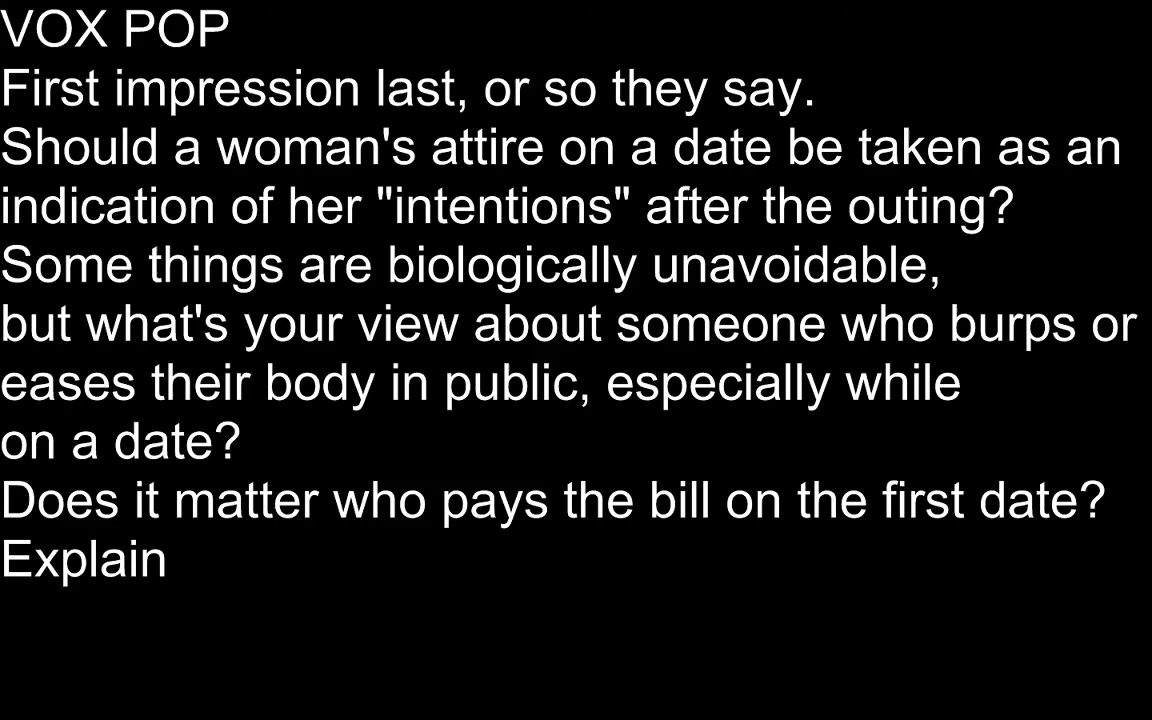 VOX POP
First impression last, or so they say.
Should a woman's attire on a date be taken as an
indication of her "intentions" after the outing?
Some things are biologically unavoidable,
but what's your view about someone who burps or
eases their body in public, especially while
on a date?
Does it matter who pays the bill on the first date?
Explain